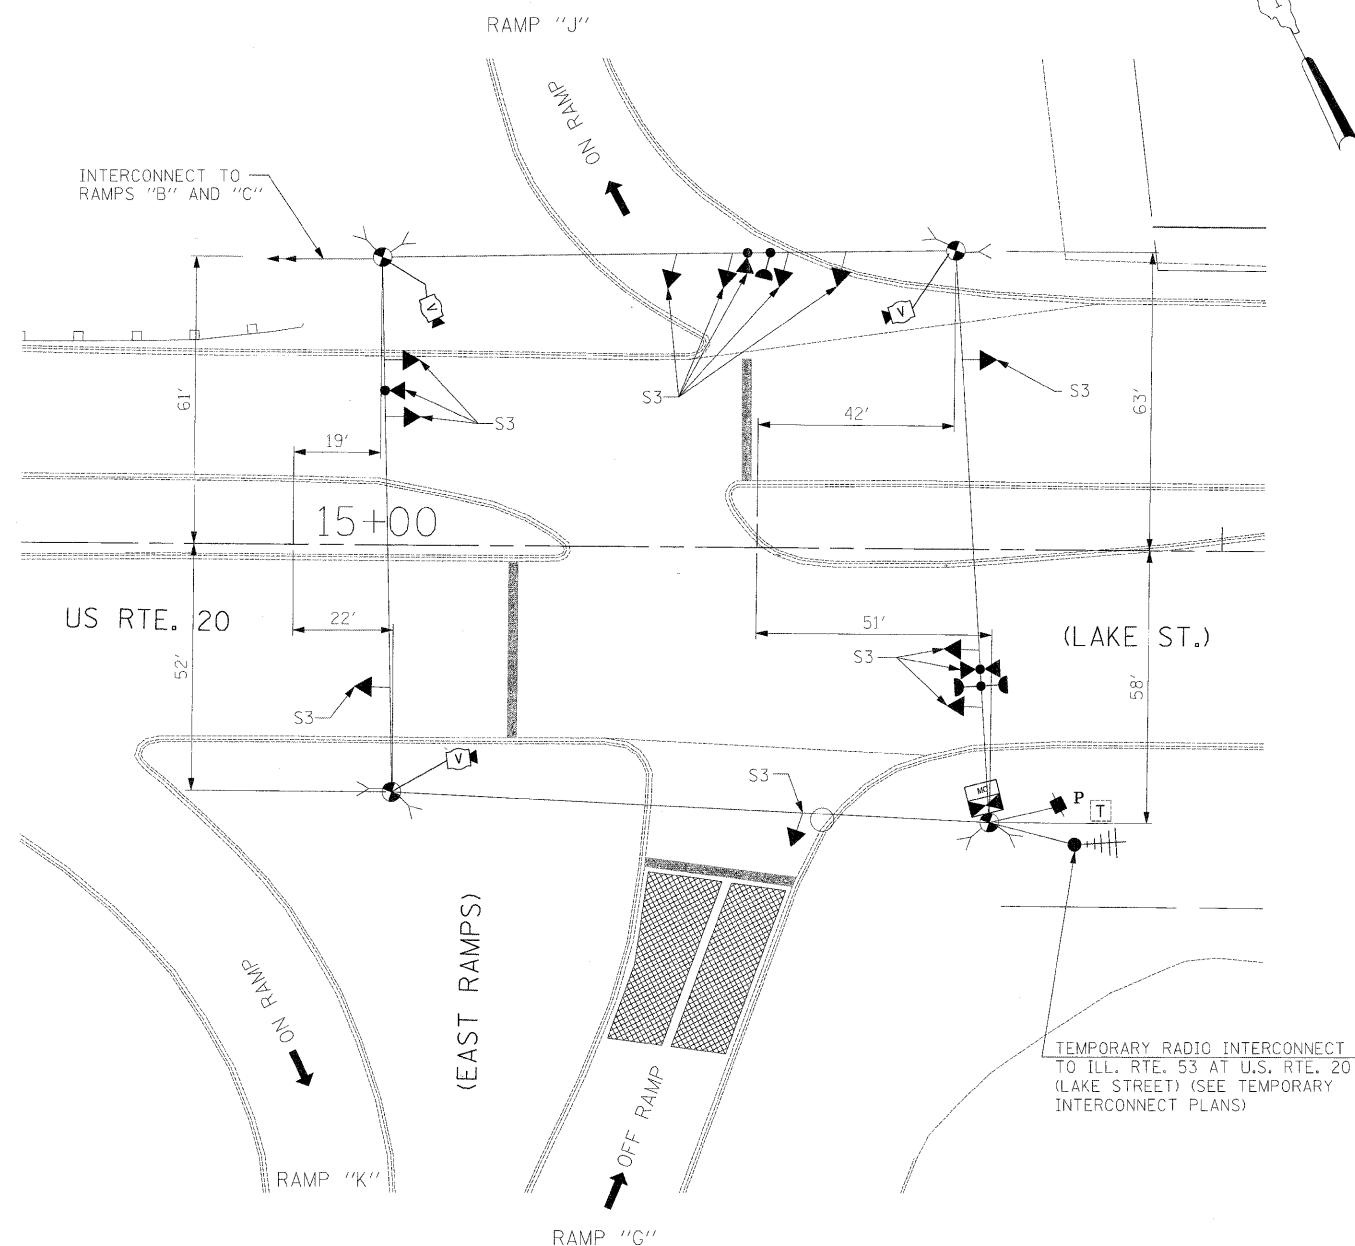 RAMP "J"
ON RAMP
INTERCONNECT TO
RAMPS "B" AND "C"
V
V
61'
S3
S3
S3
42'
63'
19'
15+00
US RTE. 20
22'
51'
(LAKE ST.)
S3
52'
58'
S3
V
S3
MC
P
T
(EAST RAMPS)
ON RAMP
OFF RAMP
TEMPORARY RADIO INTERCONNECT
TO ILL. RTE. 53 AT U.S. RTE. 20
(LAKE STREET) (SEE TEMPORARY
INTERCONNECT PLANS)
RAMP "K"
RAMP "G"